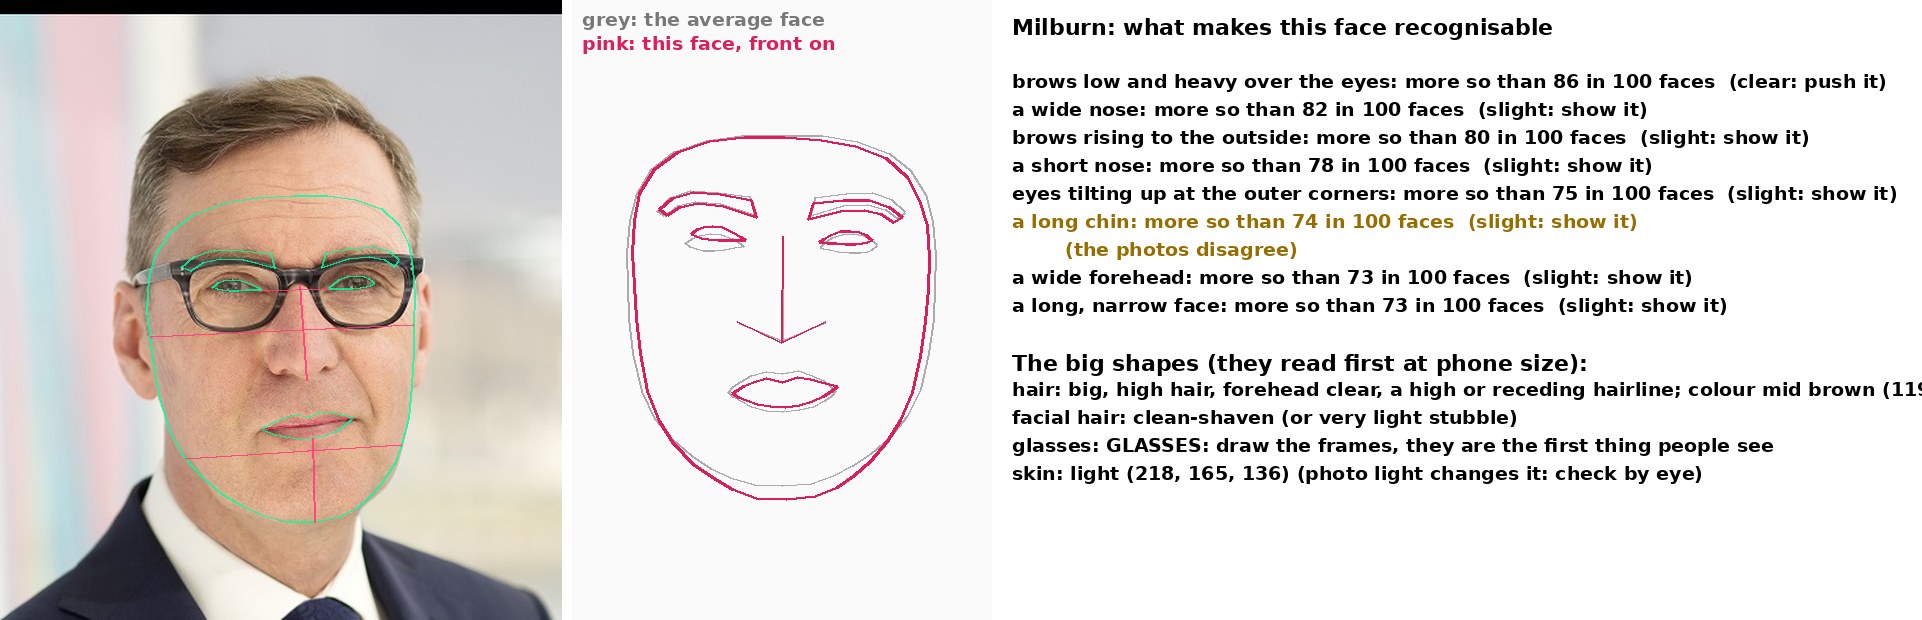 grey: the average face
pink: this face, front on
Milburn: what makes this face recognisable
brows low and heavy over the eyes: more so than 86 in 100 faces (clear: push it)
a wide nose: more so than 82 in 100 faces (slight: show it)
brows rising to the outside: more so than 80 in 100 faces (slight: show it)
a short nose: more so than 78 in 100 faces (slight: show it)
eyes tilting up at the outer corners: more so than 75 in 100 faces (slight: show it)
a long chin: more so than 74 in 100 faces (slight: show it)
(the photos disagree)
a wide forehead: more so than 73 in 100 faces (slight: show it)
a long, narrow face: more so than 73 in 100 faces (slight: show it)
The big shapes (they read first at phone size):
hair: big, high hair, forehead clear, a high or receding hairline; colour mid brown (119
facial hair: clean-shaven (or very light stubble)
glasses: GLASSES: draw the frames, they are the first thing people see
skin: light (218, 165, 136) (photo light changes it: check by eye)